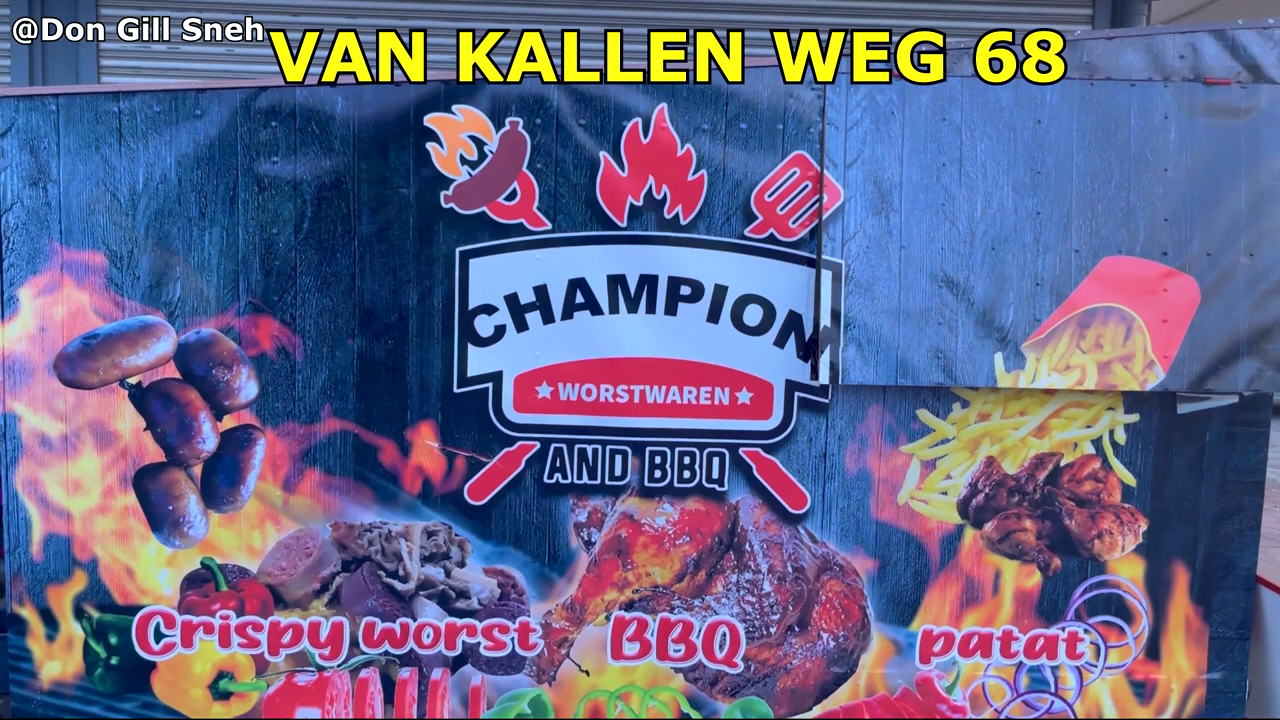 @Don Gill Sneh
VAN KALLEN WEG 68
CHAMPION
★WORSTWAREN★
AND BBQ
Crispy worst
BBQ
patat